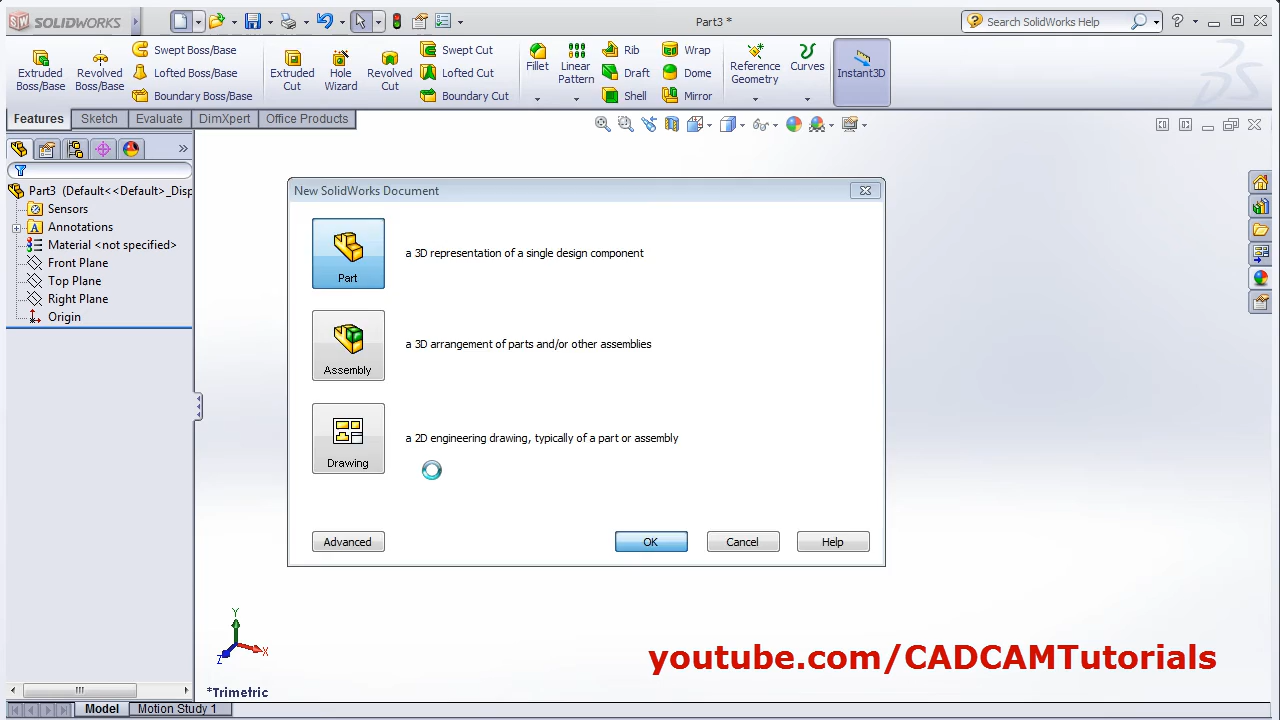 SOLIDWORKS
Part3 *
Search SolidWorks Help
Extruded
Boss/Base
Revolved
Boss/Base
Swept Boss/Base
Lofted Boss/Base
Boundary Boss/Base
Extruded
Cut
Hole
Wizard
Revolved
Cut
Swept Cut
Lofted Cut
Boundary Cut
Fillet
Linear
Pattern
Rib
Draft
Shell
Wrap
Dome
Mirror
Reference
Geometry
Curves
Instant3D
Features
Sketch
Evaluate
DimXpert
Office Products
Part3 (Default<<Default>_Disp
Sensors
Annotations
Material <not specified>
Front Plane
Top Plane
Right Plane
Origin
New SolidWorks Document
Part
a 3D representation of a single design component
Assembly
a 3D arrangement of parts and/or other assemblies
Drawing
a 2D engineering drawing, typically of a part or assembly
Advanced
OK
Cancel
Help
Y
X
Z
youtube.com/CADCAMTutorials
*Trimetric
Model
Motion Study 1